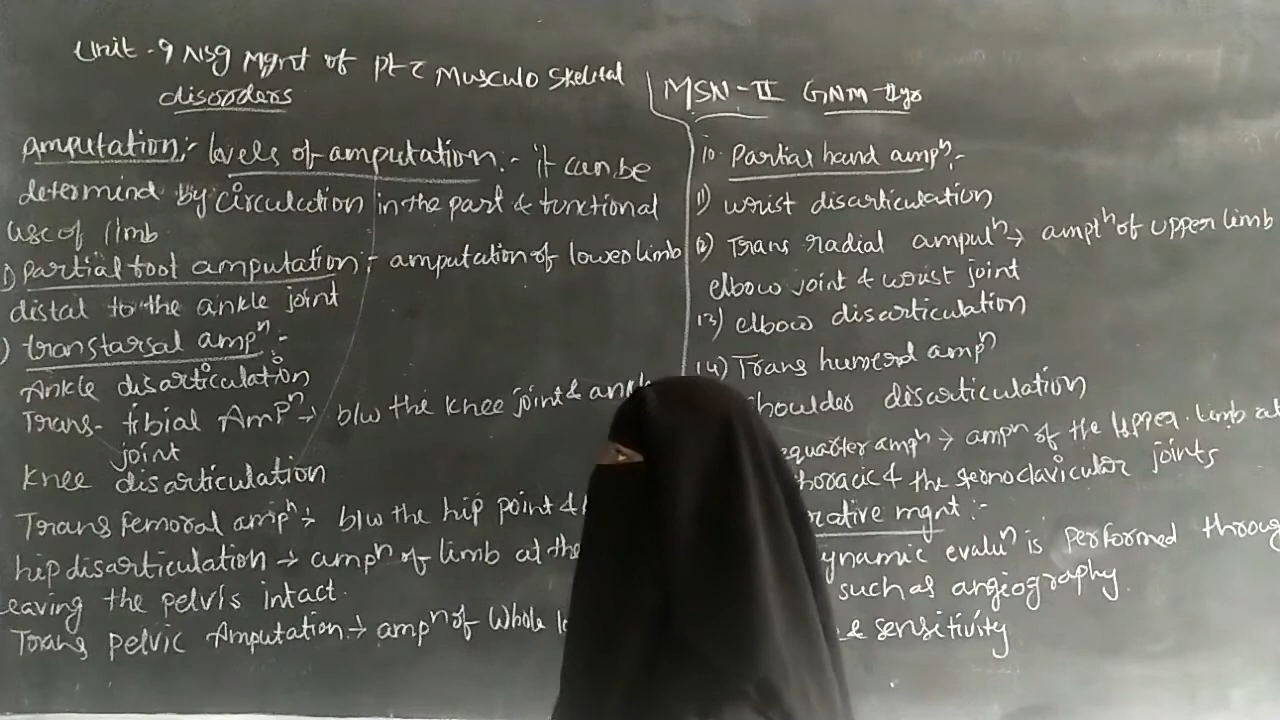 Unit - 9 Nsg Mgnt of pt c̄ Musculo Skeletal
disorders
Amputation:- levels of amputation:- it can be
determind by circulation in the part & functional
use of limb
1) partial foot amputation:- amputation of lower limb
distal to the ankle joint
) transtarsal ampⁿ:-
Ankle disarticulation
Trans- tibial Ampⁿ → b/w the knee joint & ankle
joint
knee disarticulation
Trans femoral ampⁿ → b/w the hip point &
hip disarticulation → ampⁿ of limb at the
leaving the pelvis intact.
Trans pelvic Amputation → ampⁿ of whole
MSN-II GNM-IIyr
10. Partial hand ampⁿ:-
11) wrist disarticulation
12) Trans radial amputⁿ → amptⁿ of upper limb
elbow joint & wrist joint
13) elbow disarticulation
14) Trans humeral ampⁿ
shoulder disarticulation
quarter ampⁿ → ampⁿ of the upper limb at
thoracic & the sternoclavicular joints
rative mgnt:-
ynamic evaluⁿ is performed throug
such as angiography.
& sensitivity